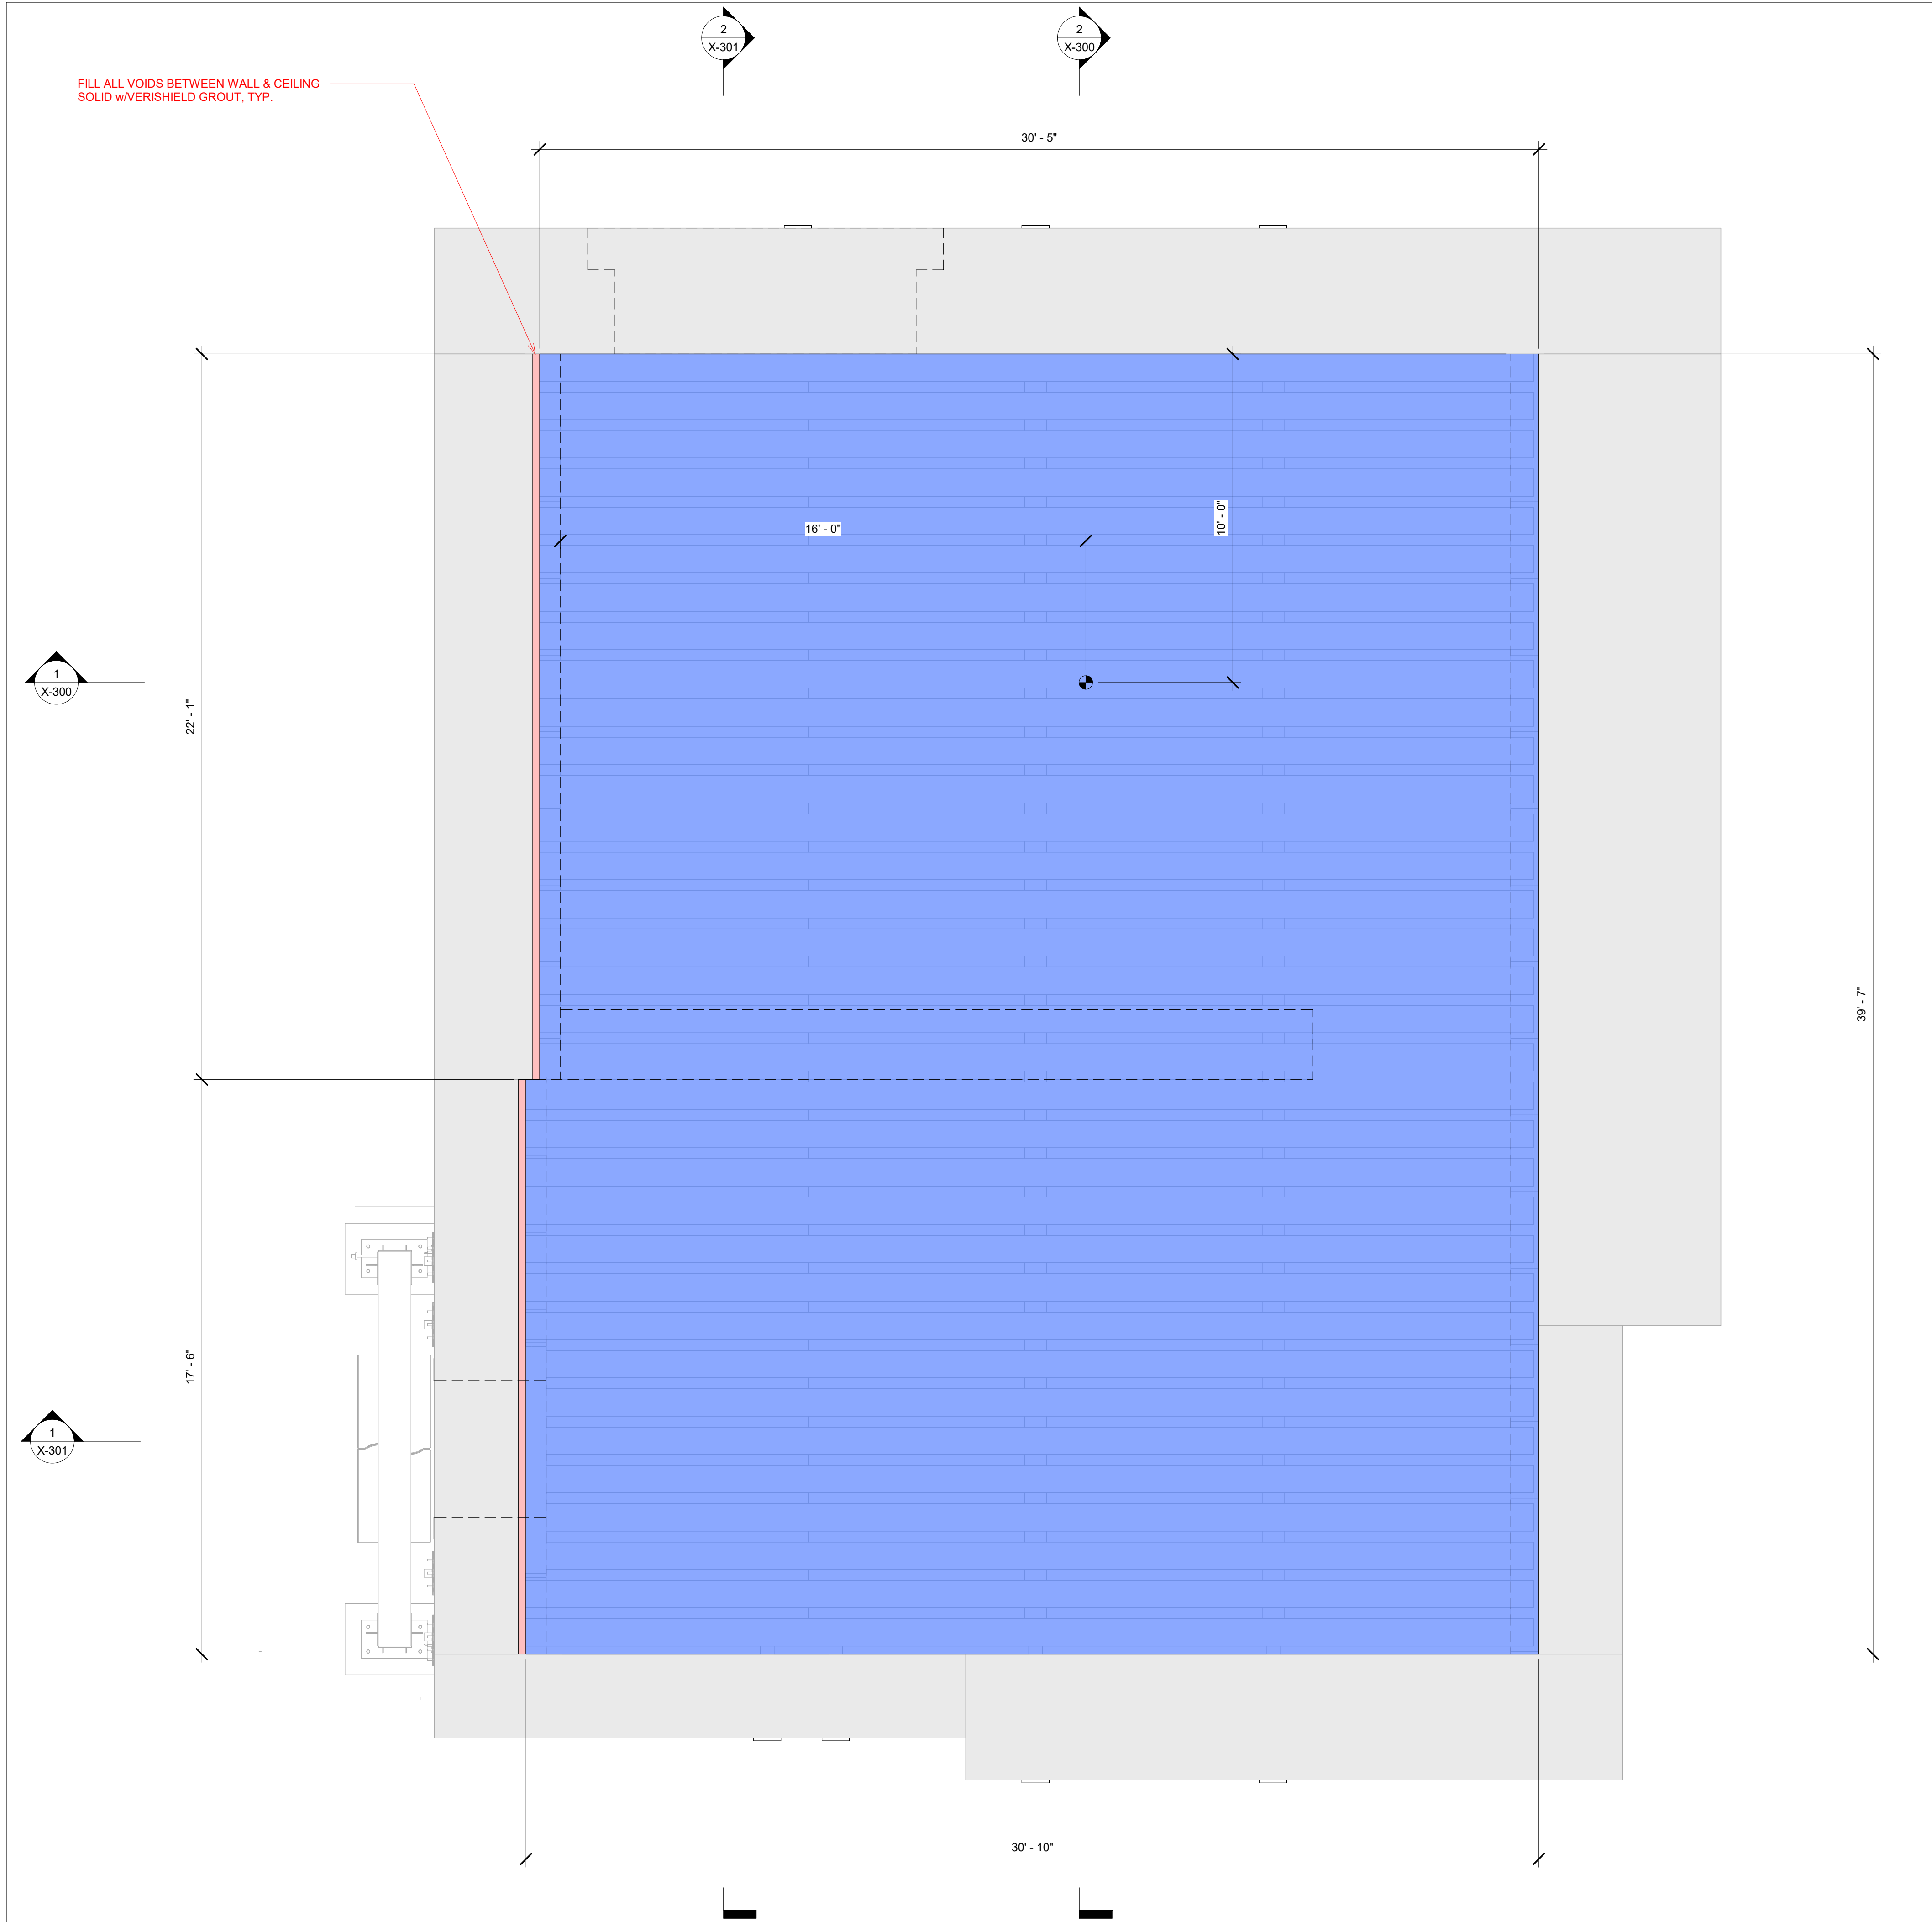 2
X-301
2
X-300
FILL ALL VOIDS BETWEEN WALL & CEILING
SOLID w/VERISHIELD GROUT, TYP.
30' - 5"
16' - 0"
10' - 0"
1
X-300
22' - 1"
39' - 7"
17' - 6"
1
X-301
30' - 10"